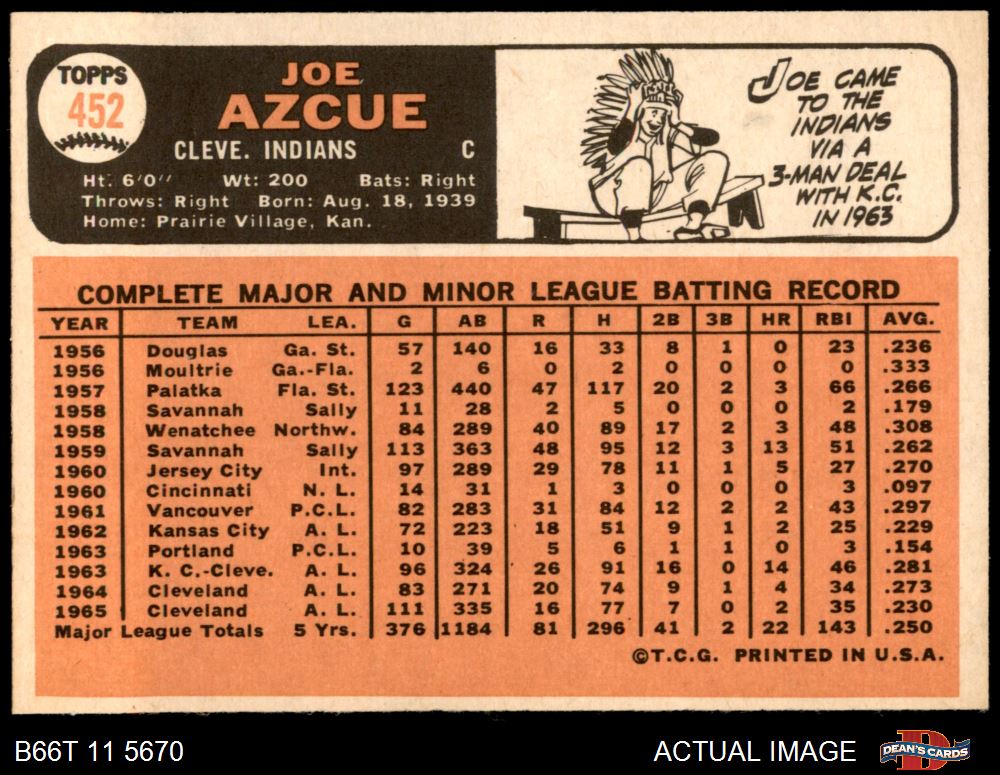 TOPPS
452
JOE
AZCUE
CLEVE. INDIANS C
Ht: 6'0" Wt: 200 Bats: Right
Throws: Right Born: Aug. 18, 1939
Home: Prairie Village, Kan.
JOE CAME
TO THE
INDIANS
VIA A
3-MAN DEAL
WITH K.C.
IN 1963
COMPLETE MAJOR AND MINOR LEAGUE BATTING RECORD
YEAR TEAM LEA. G AB R H 2B 3B HR RBI AVG.
1956 Douglas Ga. St. 57 140 16 33 8 1 0 23 .236
1956 Moultrie Ga.-Fla. 2 6 0 2 0 0 0 0 .333
1957 Palatka Fla. St. 123 440 47 117 20 2 3 66 .266
1958 Savannah Sally 11 28 2 5 0 0 0 2 .179
1958 Wenatchee Northw. 84 289 40 89 17 2 3 48 .308
1959 Savannah Sally 113 363 48 95 12 3 13 51 .262
1960 Jersey City Int. 97 289 29 78 11 1 5 27 .270
1960 Cincinnati N. L. 14 31 1 3 0 0 0 3 .097
1961 Vancouver P.C.L. 82 283 31 84 12 2 2 43 .297
1962 Kansas City A. L. 72 223 18 51 9 1 2 25 .229
1963 Portland P.C.L. 10 39 5 6 1 1 0 3 .154
1963 K. C.-Cleve. A. L. 96 324 26 91 16 0 14 46 .281
1964 Cleveland A. L. 83 271 20 74 9 1 4 34 .273
1965 Cleveland A. L. 111 335 16 77 7 0 2 35 .230
Major League Totals 5 Yrs. 376 1184 81 296 41 2 22 143 .250
©T.C.G. PRINTED IN U.S.A.
B66T 11 5670 ACTUAL IMAGE DEAN'S CARDS